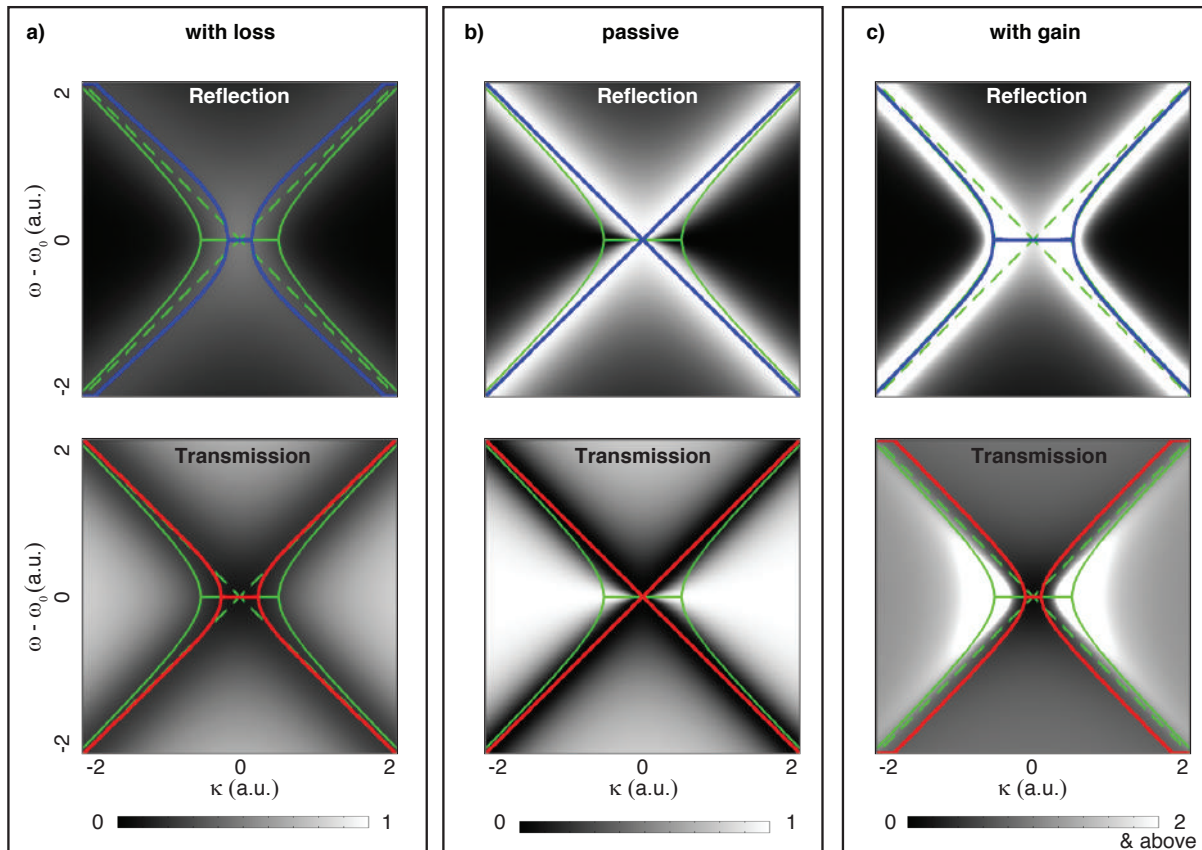 a) with loss
b) passive
c) with gain
Reflection
Reflection
Reflection
2
0
-2
ω - ω0 (a.u.)
Transmission
Transmission
Transmission
2
0
-2
ω - ω0 (a.u.)
-2 0 2
-2 0 2
-2 0 2
κ (a.u.)
κ (a.u.)
κ (a.u.)
0 1
0 1
0 2
& above